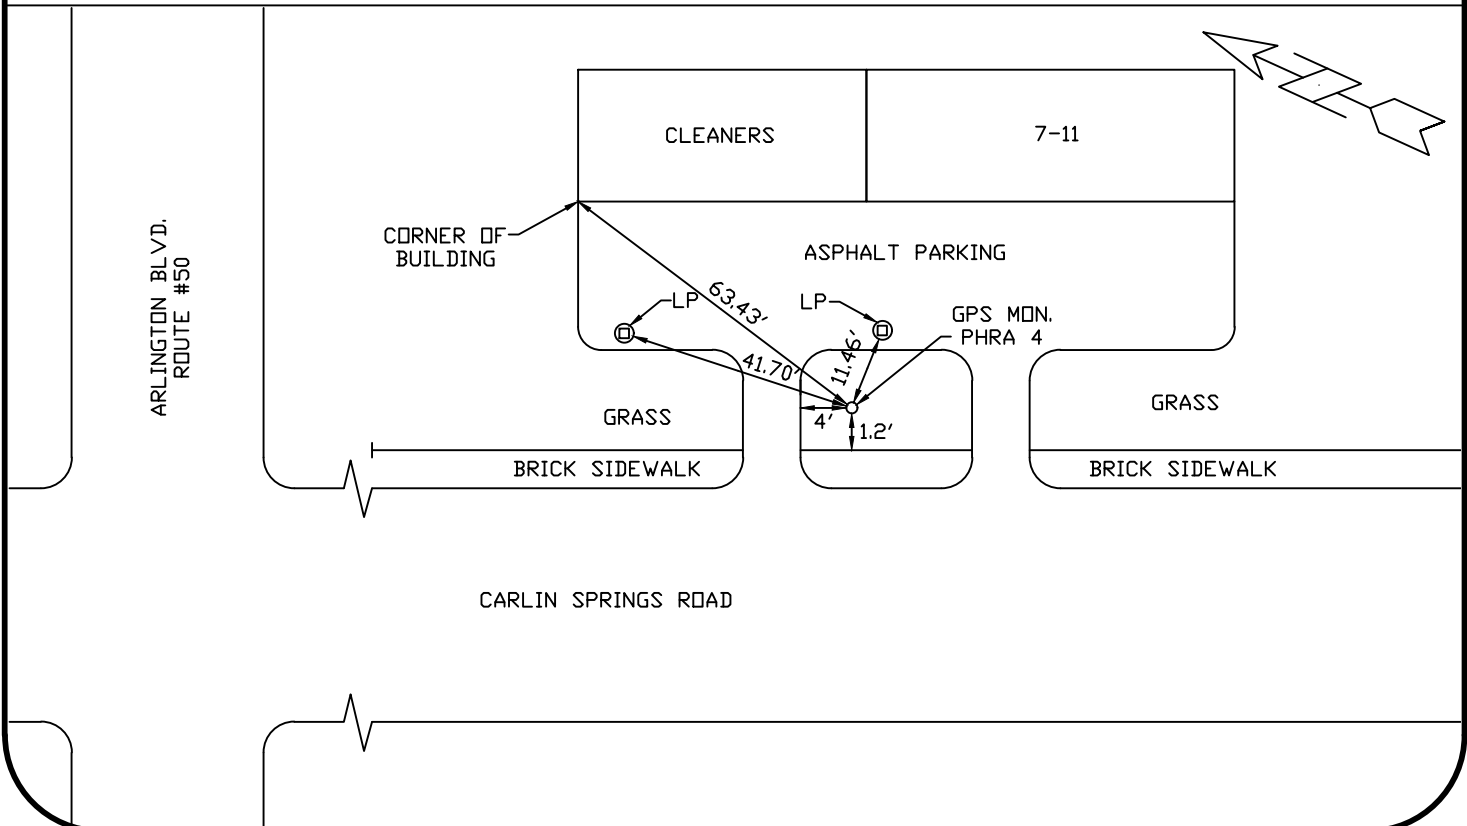 CLEANERS
7-11
CORNER OF
BUILDING
ASPHALT PARKING
ARLINGTON BLVD.
ROUTE #50
LP
63.43'
LP
GPS MON.
PHRA 4
41.70'
11.46'
4'
1.2'
GRASS
GRASS
BRICK SIDEWALK
BRICK SIDEWALK
CARLIN SPRINGS ROAD
N